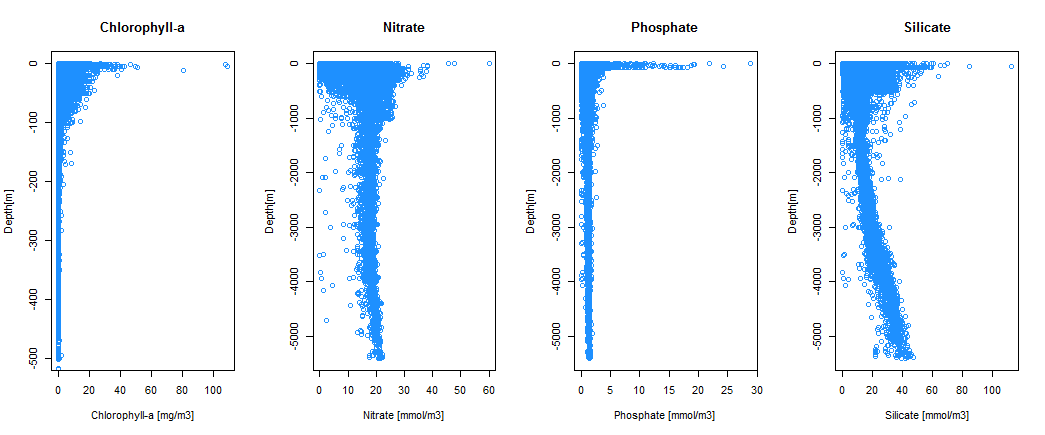 Chlorophyll-a
Nitrate
Phosphate
Silicate
Depth[m]
0
-100
-200
-300
-400
-500
0 20 40 60 80 100
Chlorophyll-a [mg/m3]
Depth[m]
0
-1000
-2000
-3000
-4000
-5000
0 10 20 30 40 50 60
Nitrate [mmol/m3]
Depth[m]
0
-1000
-2000
-3000
-4000
-5000
0 5 10 15 20 25 30
Phosphate [mmol/m3]
Depth[m]
0
-1000
-2000
-3000
-4000
-5000
0 20 40 60 80 100
Silicate [mmol/m3]